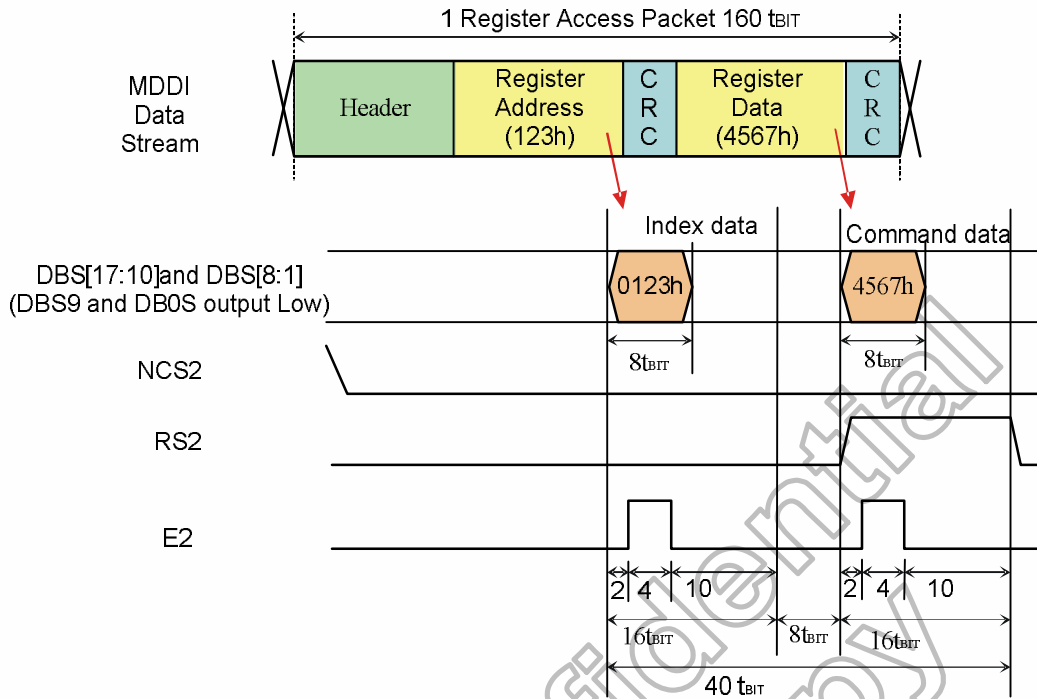 1 Register Access Packet 160 tBIT
MDDI
Data
Stream
Header
Register
Address
(123h)
C
R
C
Register
Data
(4567h)
C
R
C
Index data
Command data
DBS[17:10]and DBS[8:1]
(DBS9 and DB0S output Low)
0123h
4567h
8tBIT
8tBIT
NCS2
RS2
E2
2
4
10
2
4
10
16tBIT
8tBIT
16tBIT
40 tBIT